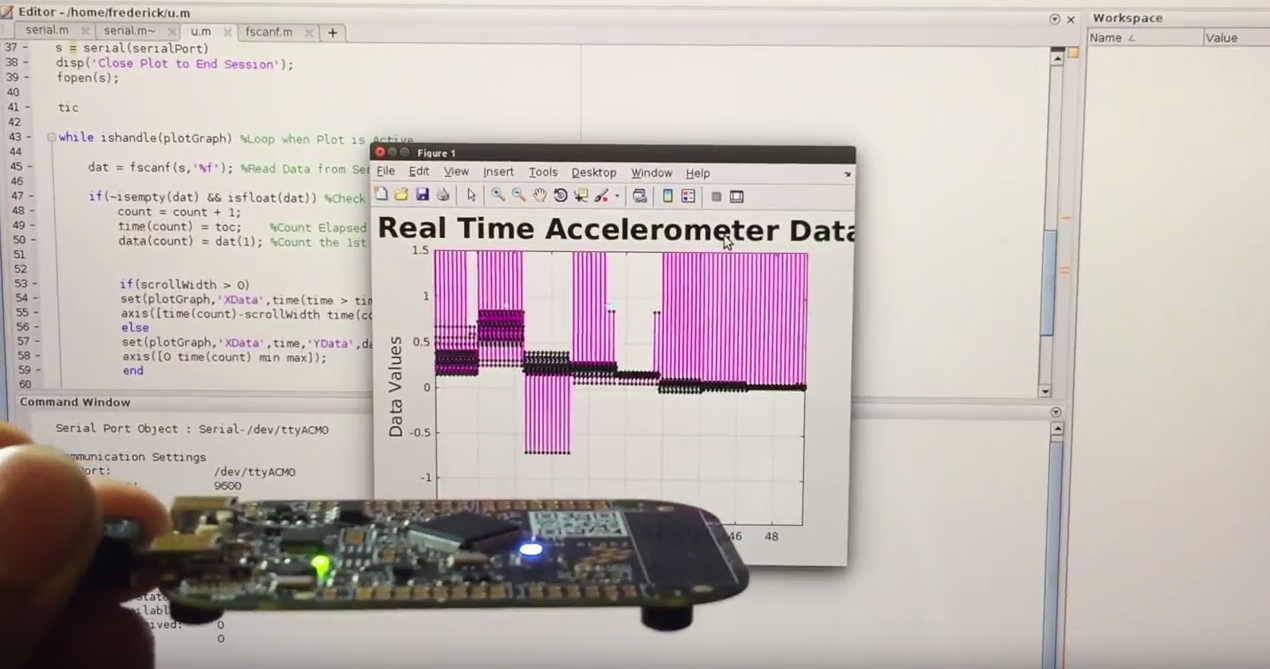 Editor - /home/frederick/u.m
serial.m × serial.m~ × u.m × fscanf.m × +
37 - s = serial(serialPort)
38 - disp('Close Plot to End Session');
39 - fopen(s);
40
41 - tic
42
43 - while ishandle(plotGraph) %Loop when Plot is Active
44
45 - dat = fscanf(s,'%f'); %Read Data from
46
47 - if(~isempty(dat) && isfloat(dat)) %Check
48 - count = count + 1;
49 - time(count) = toc; %Count Elapsed
50 - data(count) = dat(1); %Count the 1st
51
52
53 - if(scrollWidth > 0)
54 - set(plotGraph,'XData',time(time >
55 - axis([time(count)-scrollWidth
56 - else
57 - set(plotGraph,'XData',time,'YData',
58 - axis([0 time(count) min max]);
59 - end
60
Workspace
Name Value
Figure 1
File Edit View Insert Tools Desktop Window Help
Real Time Accelerometer Data
1.5
1
0.5
0
-0.5
-1
Data Values
46 48
Command Window
Serial Port Object : Serial-/dev/ttyACM0
Settings
/dev/ttyACM0
9600
0
0